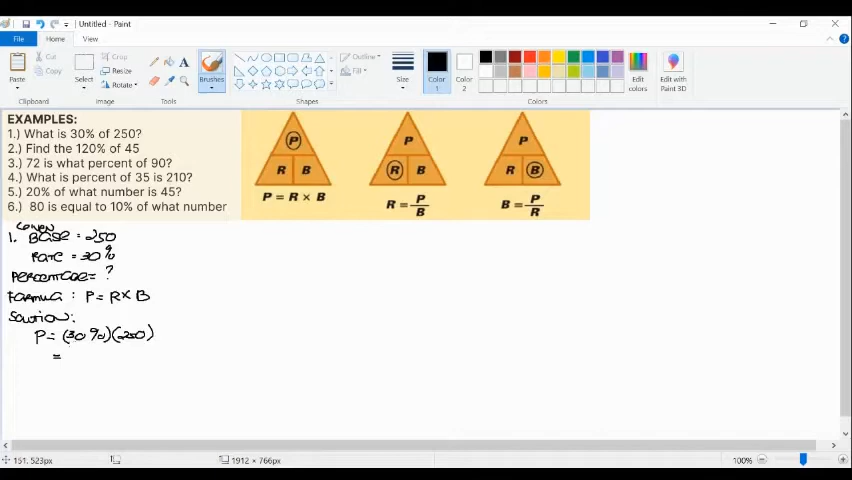 Untitled - Paint
File
Home
View
Paste
Cut
Copy
Clipboard
Select
Crop
Resize
Rotate
Image
Tools
Brushes
Shapes
Outline
Fill
Size
Color 1
Color 2
Colors
Edit colors
Edit with Paint 3D
EXAMPLES:
1.) What is 30% of 250?
2.) Find the 120% of 45
3.) 72 is what percent of 90?
4.) What is percent of 35 is 210?
5.) 20% of what number is 45?
6.) 80 is equal to 10% of what number
P
R B
P = R × B
P
R B
R = P/B
P
R B
B = P/R
Given
1. Base = 250
Rate = 30%
Percentage = ?
Formula : P = R × B
Solution:
P = (30%)(250)
=
151, 523px
1912 × 766px
100%